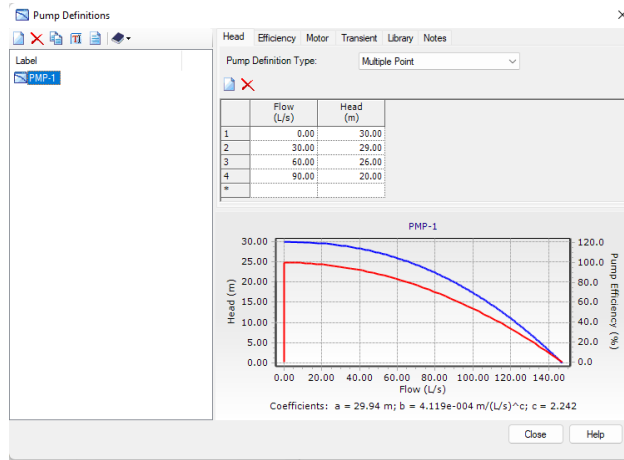 Pump Definitions
Head Efficiency Motor Transient Library Notes
Label
PMP-1
Pump Definition Type: Multiple Point
Flow (L/s) Head (m)
1 0.00 30.00
2 30.00 29.00
3 60.00 26.00
4 90.00 20.00
*
PMP-1
30.00
25.00
20.00
15.00
10.00
5.00
0.00
Head (m)
120.0
100.0
80.0
60.0
40.0
20.0
0.0
Pump Efficiency (%)
0.00 20.00 40.00 60.00 80.00 100.00 120.00 140.00
Flow (L/s)
Coefficients: a = 29.94 m; b = 4.119e-004 m/(L/s)^c; c = 2.242
Close Help